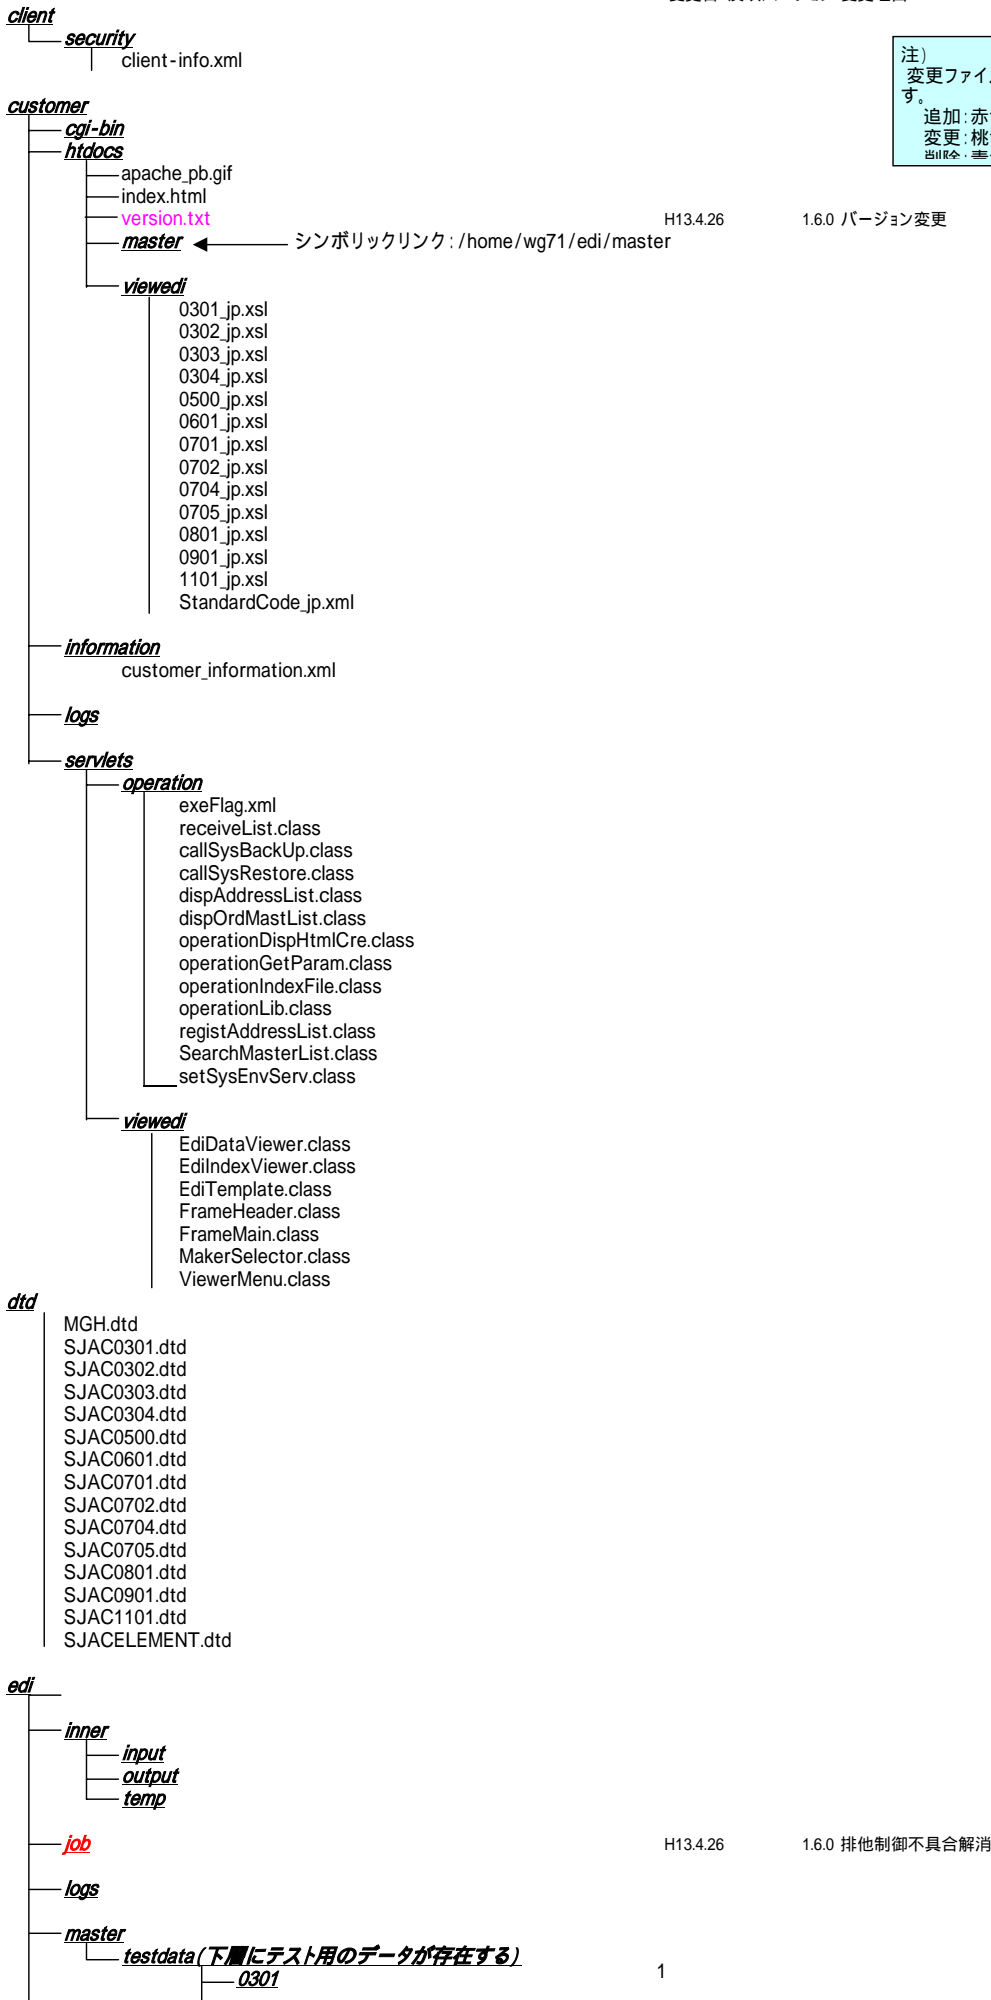 client
security
client-info.xml
注)
変更ファイ
す。
customer
追加:赤
cgi-bin
変更:桃
htdocs
apache_pb.gif
index.html
version.txt H13.4.26 1.6.0 バージョン変更
master シンボリックリンク:/home/wg71/edi/master
viewedi
0301_jp.xsl
0302_jp.xsl
0303_jp.xsl
0304_jp.xsl
0500_jp.xsl
0601_jp.xsl
0701_jp.xsl
0702_jp.xsl
0704_jp.xsl
0705_jp.xsl
0801_jp.xsl
0901_jp.xsl
1101_jp.xsl
StandardCode_jp.xml
information
customer_information.xml
logs
servlets
operation
exeFlag.xml
receiveList.class
callSysBackUp.class
callSysRestore.class
dispAddressList.class
dispOrdMastList.class
operationDispHtmlCre.class
operationGetParam.class
operationIndexFile.class
operationLib.class
registAddressList.class
SearchMasterList.class
setSysEnvServ.class
viewedi
EdiDataViewer.class
EdiIndexViewer.class
EdiTemplate.class
FrameHeader.class
FrameMain.class
MakerSelector.class
ViewerMenu.class
dtd
MGH.dtd
SJAC0301.dtd
SJAC0302.dtd
SJAC0303.dtd
SJAC0304.dtd
SJAC0500.dtd
SJAC0601.dtd
SJAC0701.dtd
SJAC0702.dtd
SJAC0704.dtd
SJAC0705.dtd
SJAC0801.dtd
SJAC0901.dtd
SJAC1101.dtd
SJACELEMENT.dtd
edi
inner
input
output
temp
job H13.4.26 1.6.0 排他制御不具合解消
logs
master
testdata(下層にテスト用のデータが存在する)
0301
1